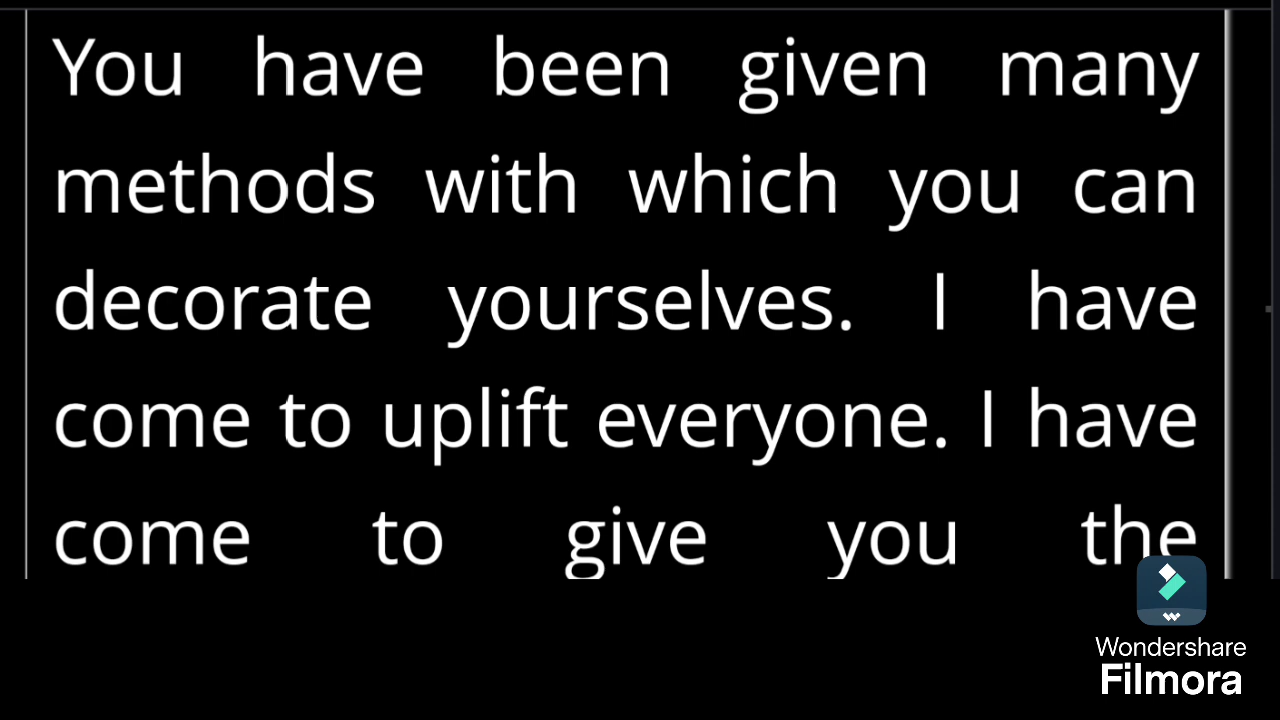 You have been given many
methods with which you can
decorate yourselves. I have
come to uplift everyone. I have
come to give you the
Wondershare
Filmora